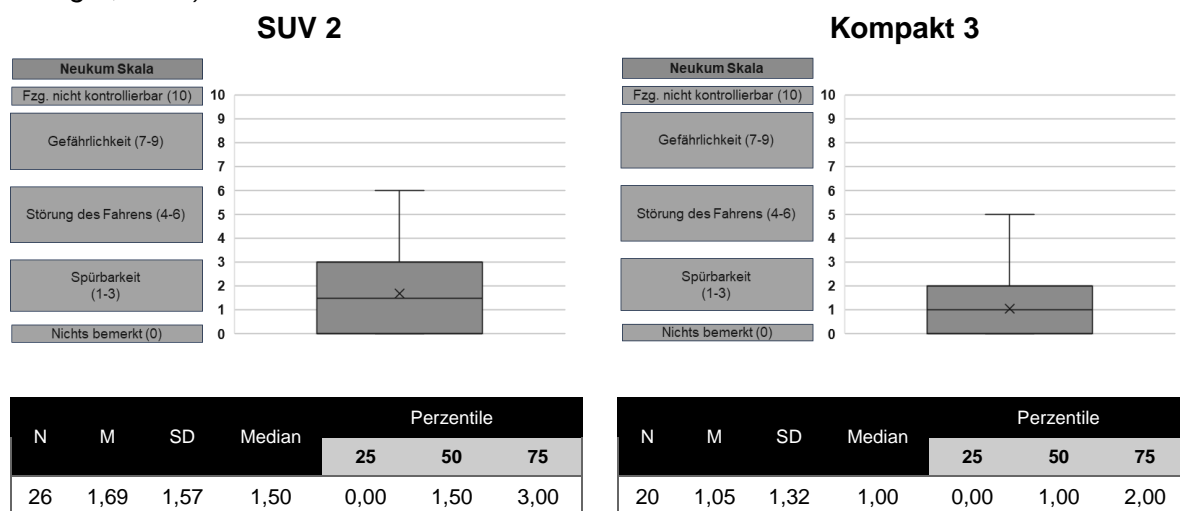 SUV 2
Neukum Skala
Fzg. nicht kontrollierbar (10)
Gefährlichkeit (7-9)
Störung des Fahrens (4-6)
Spürbarkeit
(1-3)
Nichts bemerkt (0)
10
9
8
7
6
5
4
3
2
1
0
N M SD Median Perzentile
25 50 75
26 1,69 1,57 1,50 0,00 1,50 3,00
Kompakt 3
Neukum Skala
Fzg. nicht kontrollierbar (10)
Gefährlichkeit (7-9)
Störung des Fahrens (4-6)
Spürbarkeit
(1-3)
Nichts bemerkt (0)
10
9
8
7
6
5
4
3
2
1
0
N M SD Median Perzentile
25 50 75
20 1,05 1,32 1,00 0,00 1,00 2,00